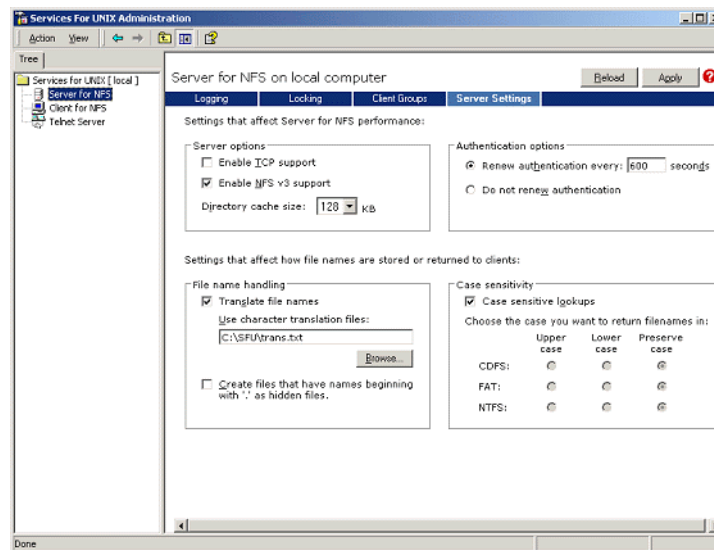 Services For UNIX Administration
Action View
Tree
Services for UNIX [ local ]
Server for NFS
Client for NFS
Telnet Server
Server for NFS on local computer
Reload Apply
Logging Locking Client Groups Server Settings
Settings that affect Server for NFS performance:
Server options
Enable TCP support
Enable NFS v3 support
Directory cache size: 128 KB
Authentication options
Renew authentication every: 600 seconds
Do not renew authentication
Settings that affect how file names are stored or returned to clients:
File name handling
Translate file names
Use character translation files:
C:\SFU\trans.txt
Browse...
Create files that have names beginning
with '.' as hidden files.
Case sensitivity
Case sensitive lookups
Choose the case you want to return filenames in:
Upper case Lower case Preserve case
CDFS:
FAT:
NTFS:
Done